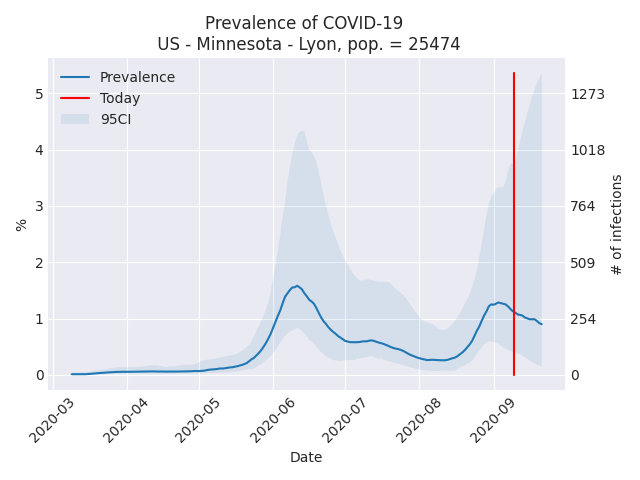 Prevalence of COVID-19
US - Minnesota - Lyon, pop. = 25474
Prevalence
Today
95CI
%
5
4
3
2
1
0
1273
1018
764
509
254
0
# of infections
2020-03
2020-04
2020-05
2020-06
2020-07
2020-08
2020-09
Date